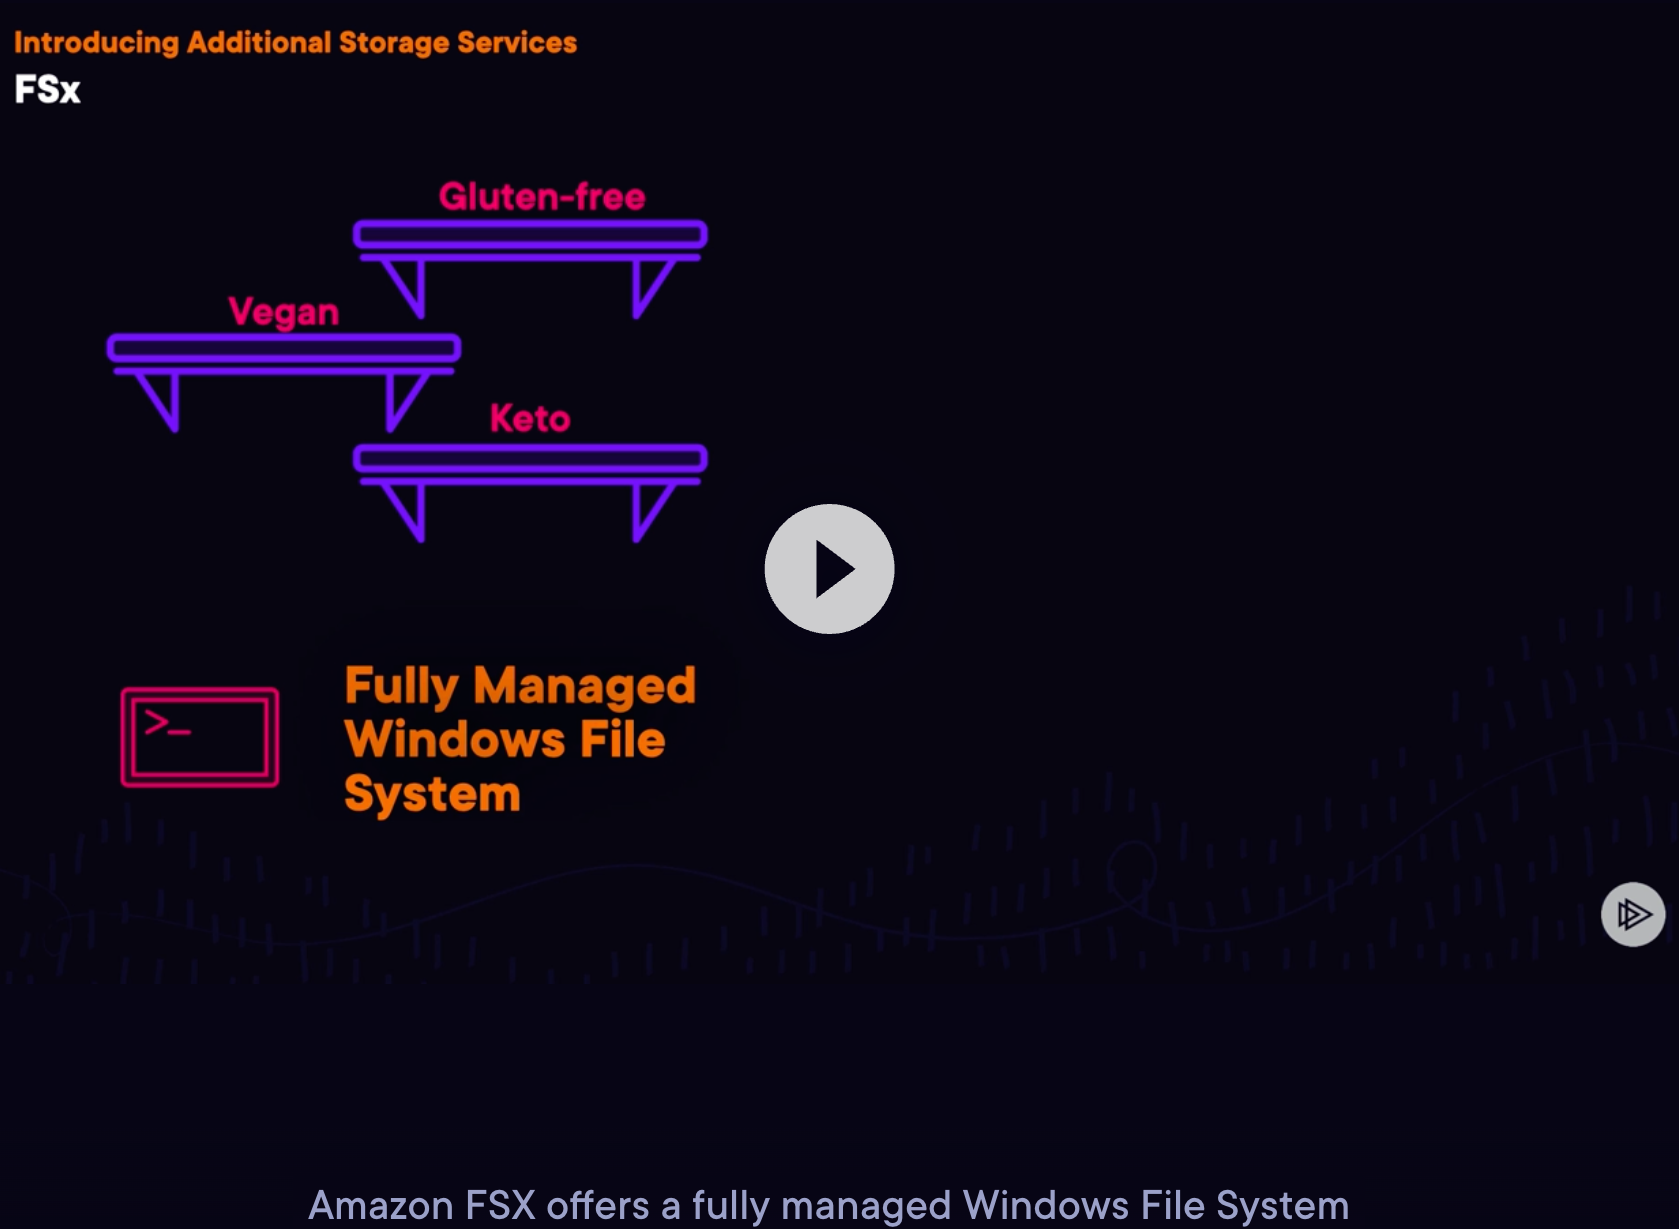 Introducing Additional Storage Services
FSx
Gluten-free
Vegan
Keto
>_
Fully Managed
Windows File
System
Amazon FSX offers a fully managed Windows File System